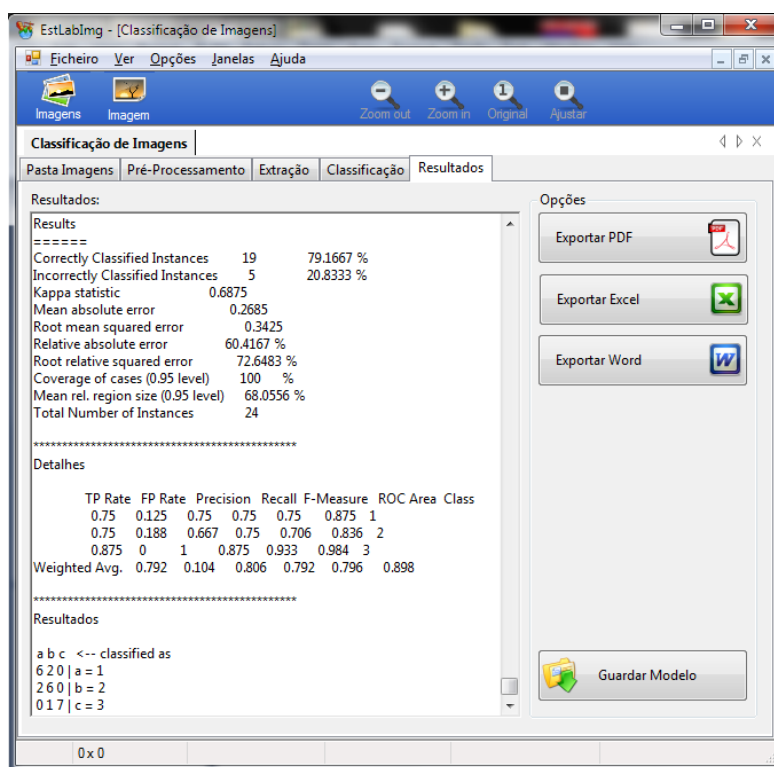 EstLabImg - [Classificação de Imagens]
Ficheiro Ver Opções Janelas Ajuda
Imagens Imagem Zoom out Zoom in Original Ajustar
Classificação de Imagens
Pasta Imagens Pré-Processamento Extração Classificação Resultados
Resultados:
Results
======
Correctly Classified Instances 19 79.1667 %
Incorrectly Classified Instances 5 20.8333 %
Kappa statistic 0.6875
Mean absolute error 0.2685
Root mean squared error 0.3425
Relative absolute error 60.4167 %
Root relative squared error 72.6483 %
Coverage of cases (0.95 level) 100 %
Mean rel. region size (0.95 level) 68.0556 %
Total Number of Instances 24
**********************************************
Detalhes
TP Rate FP Rate Precision Recall F-Measure ROC Area Class
0.75 0.125 0.75 0.75 0.75 0.875 1
0.75 0.188 0.667 0.75 0.706 0.836 2
0.875 0 1 0.875 0.933 0.984 3
Weighted Avg. 0.792 0.104 0.806 0.792 0.796 0.898
**********************************************
Resultados
a b c <-- classified as
6 2 0 | a = 1
2 6 0 | b = 2
0 1 7 | c = 3
Opções
Exportar PDF
Exportar Excel
Exportar Word
Guardar Modelo
0 x 0